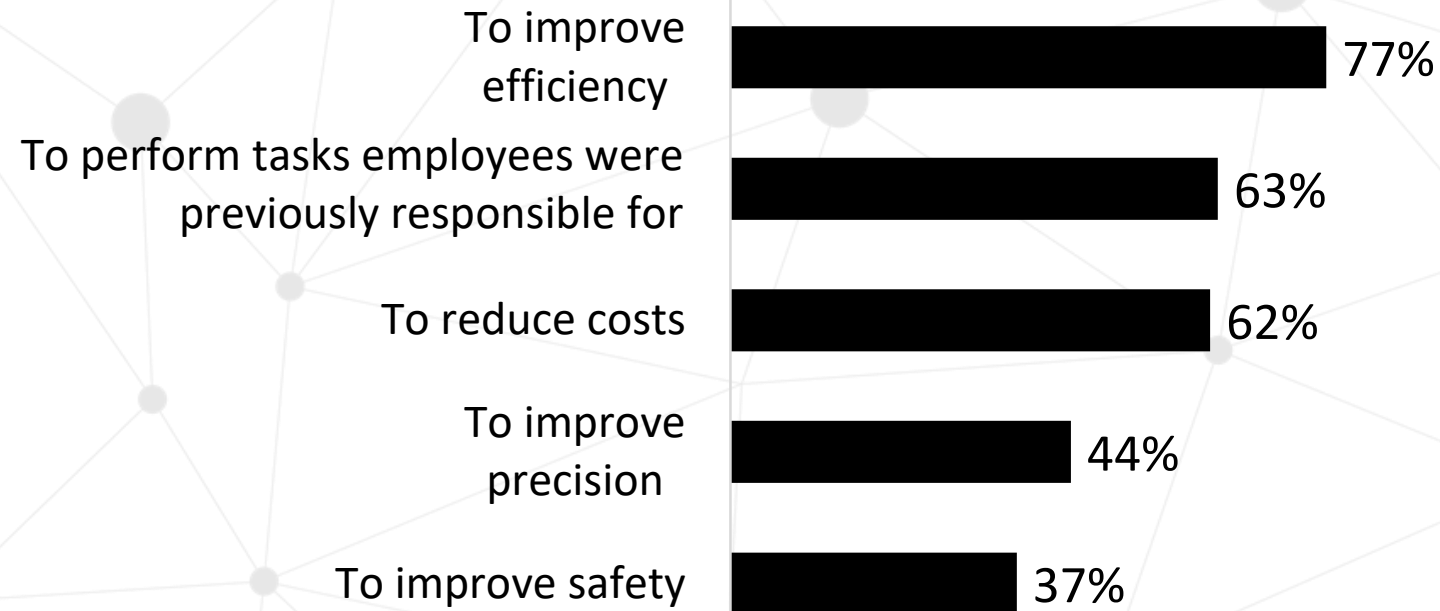 To improve
efficiency
77%
To perform tasks employees were
previously responsible for
63%
To reduce costs
62%
To improve
precision
44%
To improve safety
37%